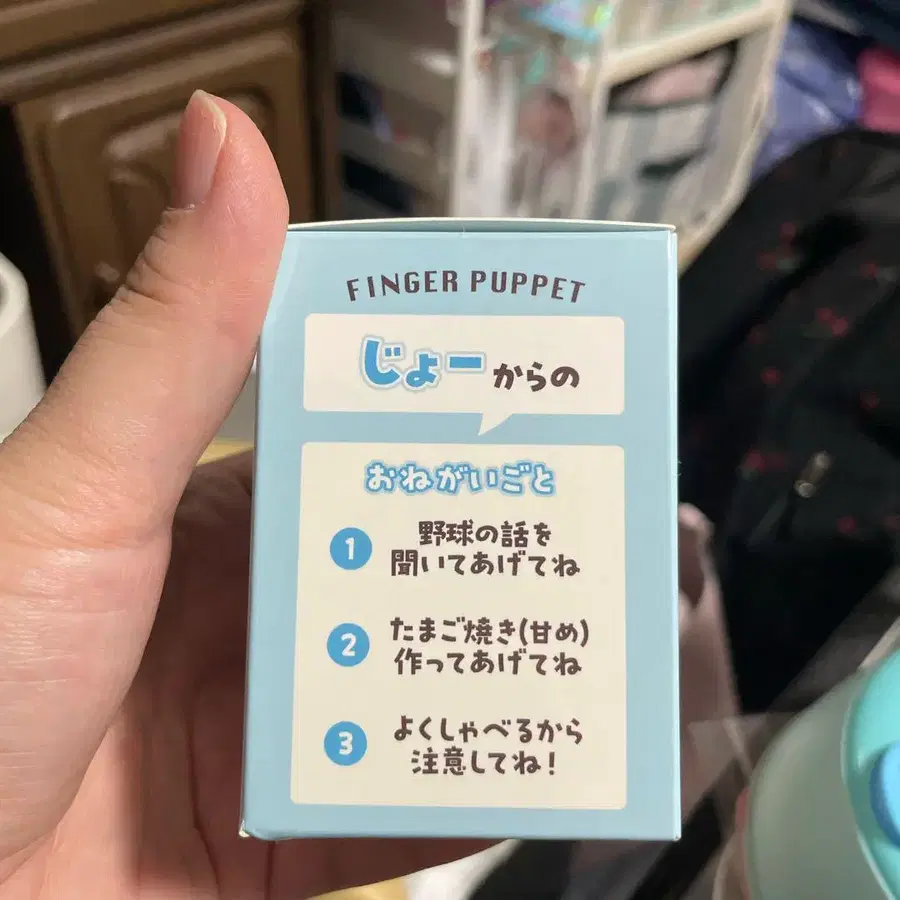 FINGER PUPPET
じょーからの
おねがいごと
1 野球の話を
聞いてあげてね
2 たまご焼き(甘め)
作ってあげてね
3 よくしゃべるから
注意してね!